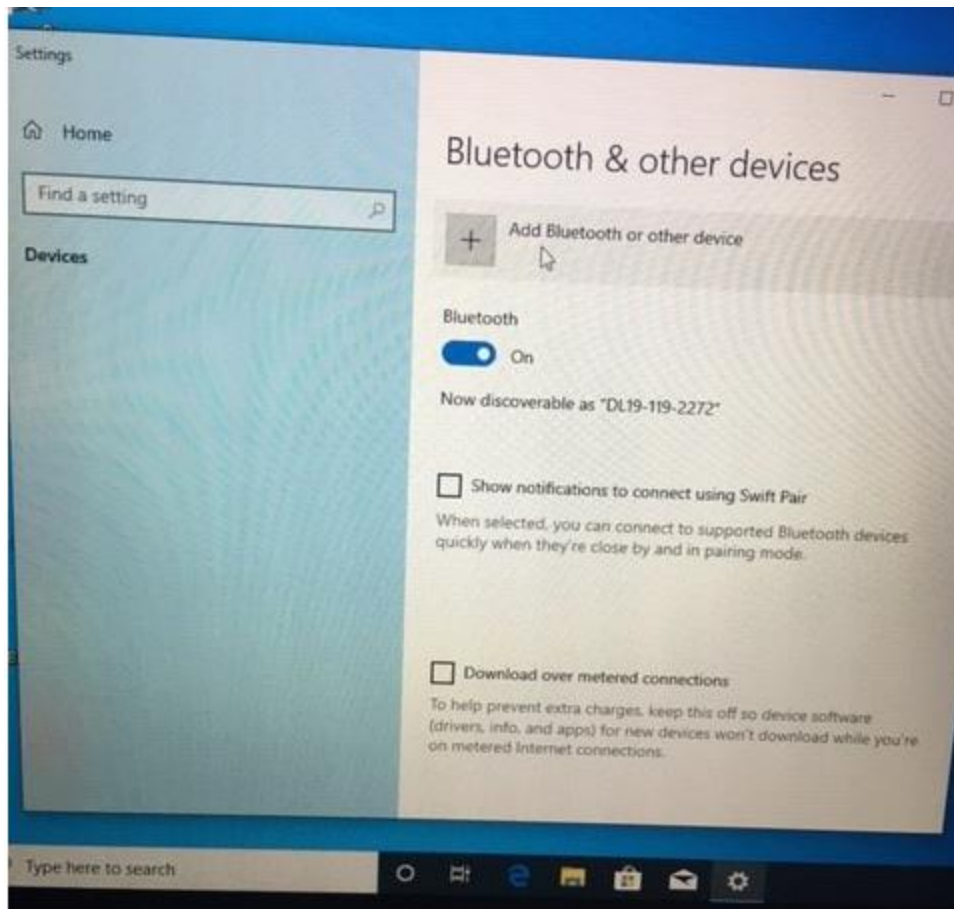 Settings
Home
Find a setting
Devices
Bluetooth & other devices
Add Bluetooth or other device
Bluetooth
On
Now discoverable as "DL19-119-2272"
Show notifications to connect using Swift Pair
When selected, you can connect to supported Bluetooth devices
quickly when they're close by and in pairing mode.
Download over metered connections
To help prevent extra charges, keep this off so device software
(drivers, info, and apps) for new devices won't download while you're
on metered Internet connections.
Type here to search